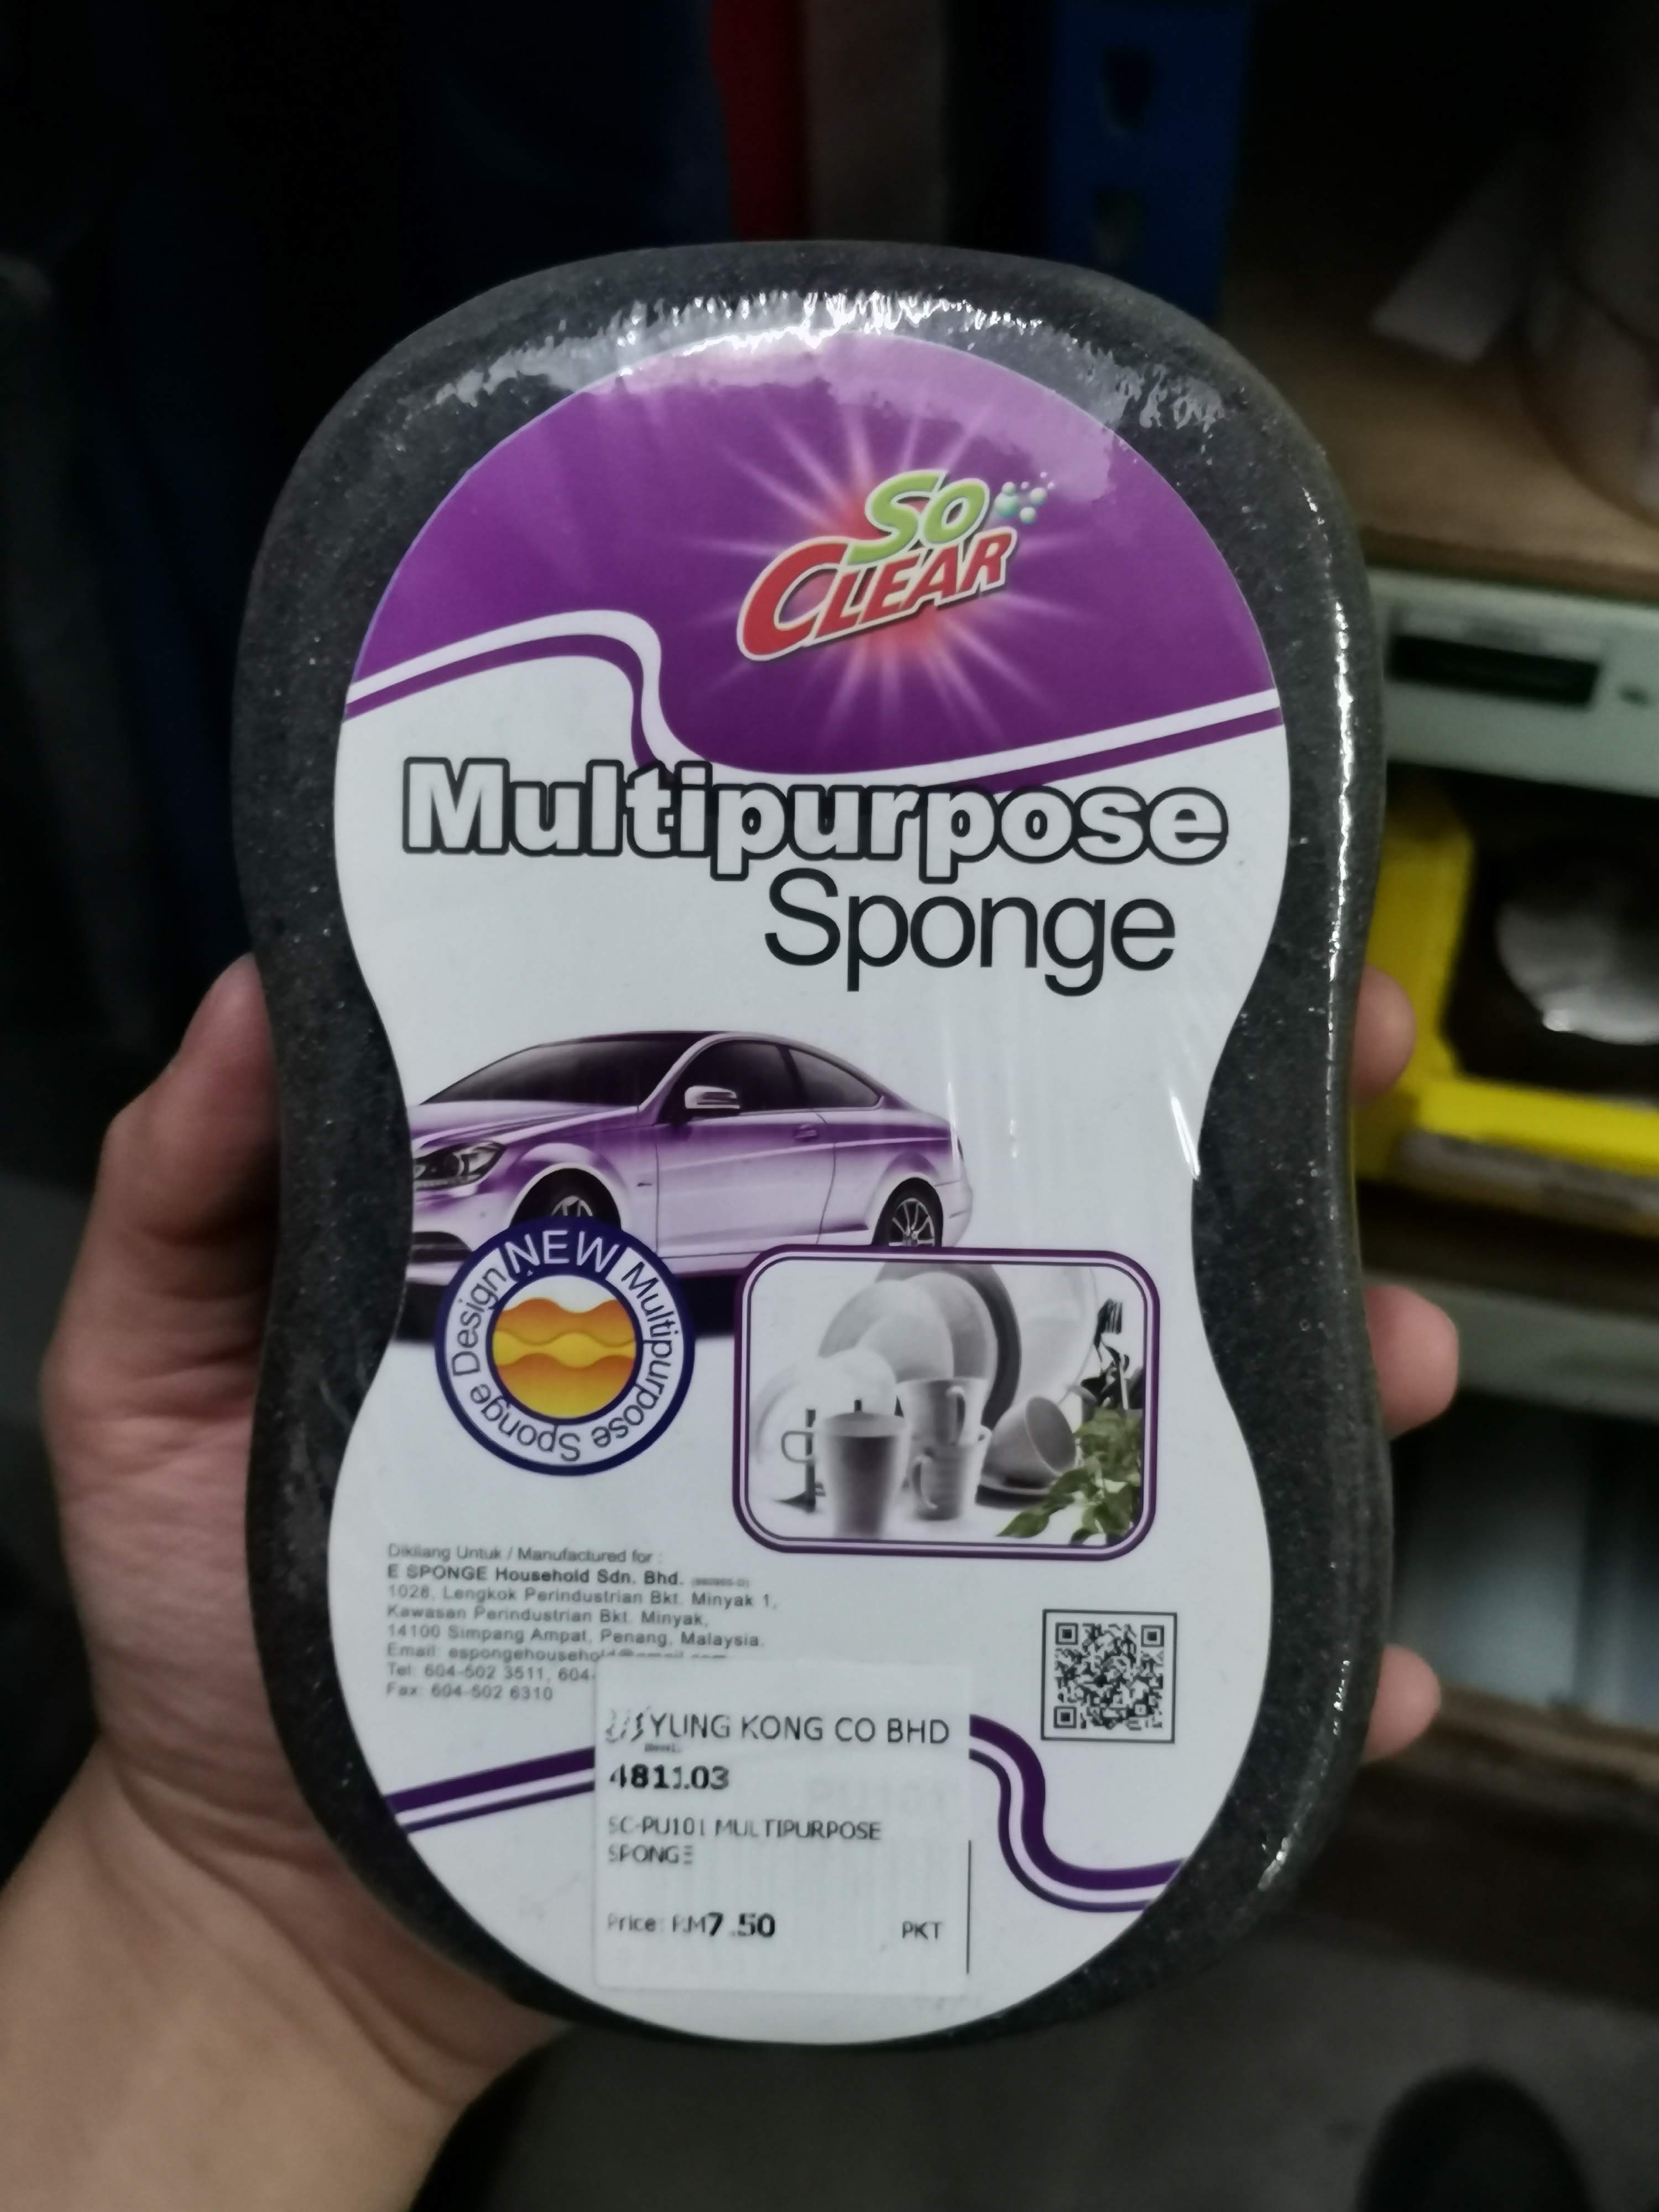 SO
CLEAR
Multipurpose
Sponge
NEW Multipurpose Sponge Design
Dikilang Untuk / Manufactured for :
E SPONGE Household Sdn. Bhd.
1028, Lengkok Perindustrian Bkt. Minyak 1,
Kawasan Perindustrian Bkt. Minyak,
14100 Simpang Ampat, Penang, Malaysia.
Email:
Tel: 604-502 3511, 604-
Fax: 604-502 6310
YUNG KONG CO BHD
481103
SC-PU101 MULTIPURPOSE
SPONGE
Price: RM7.50 PKT